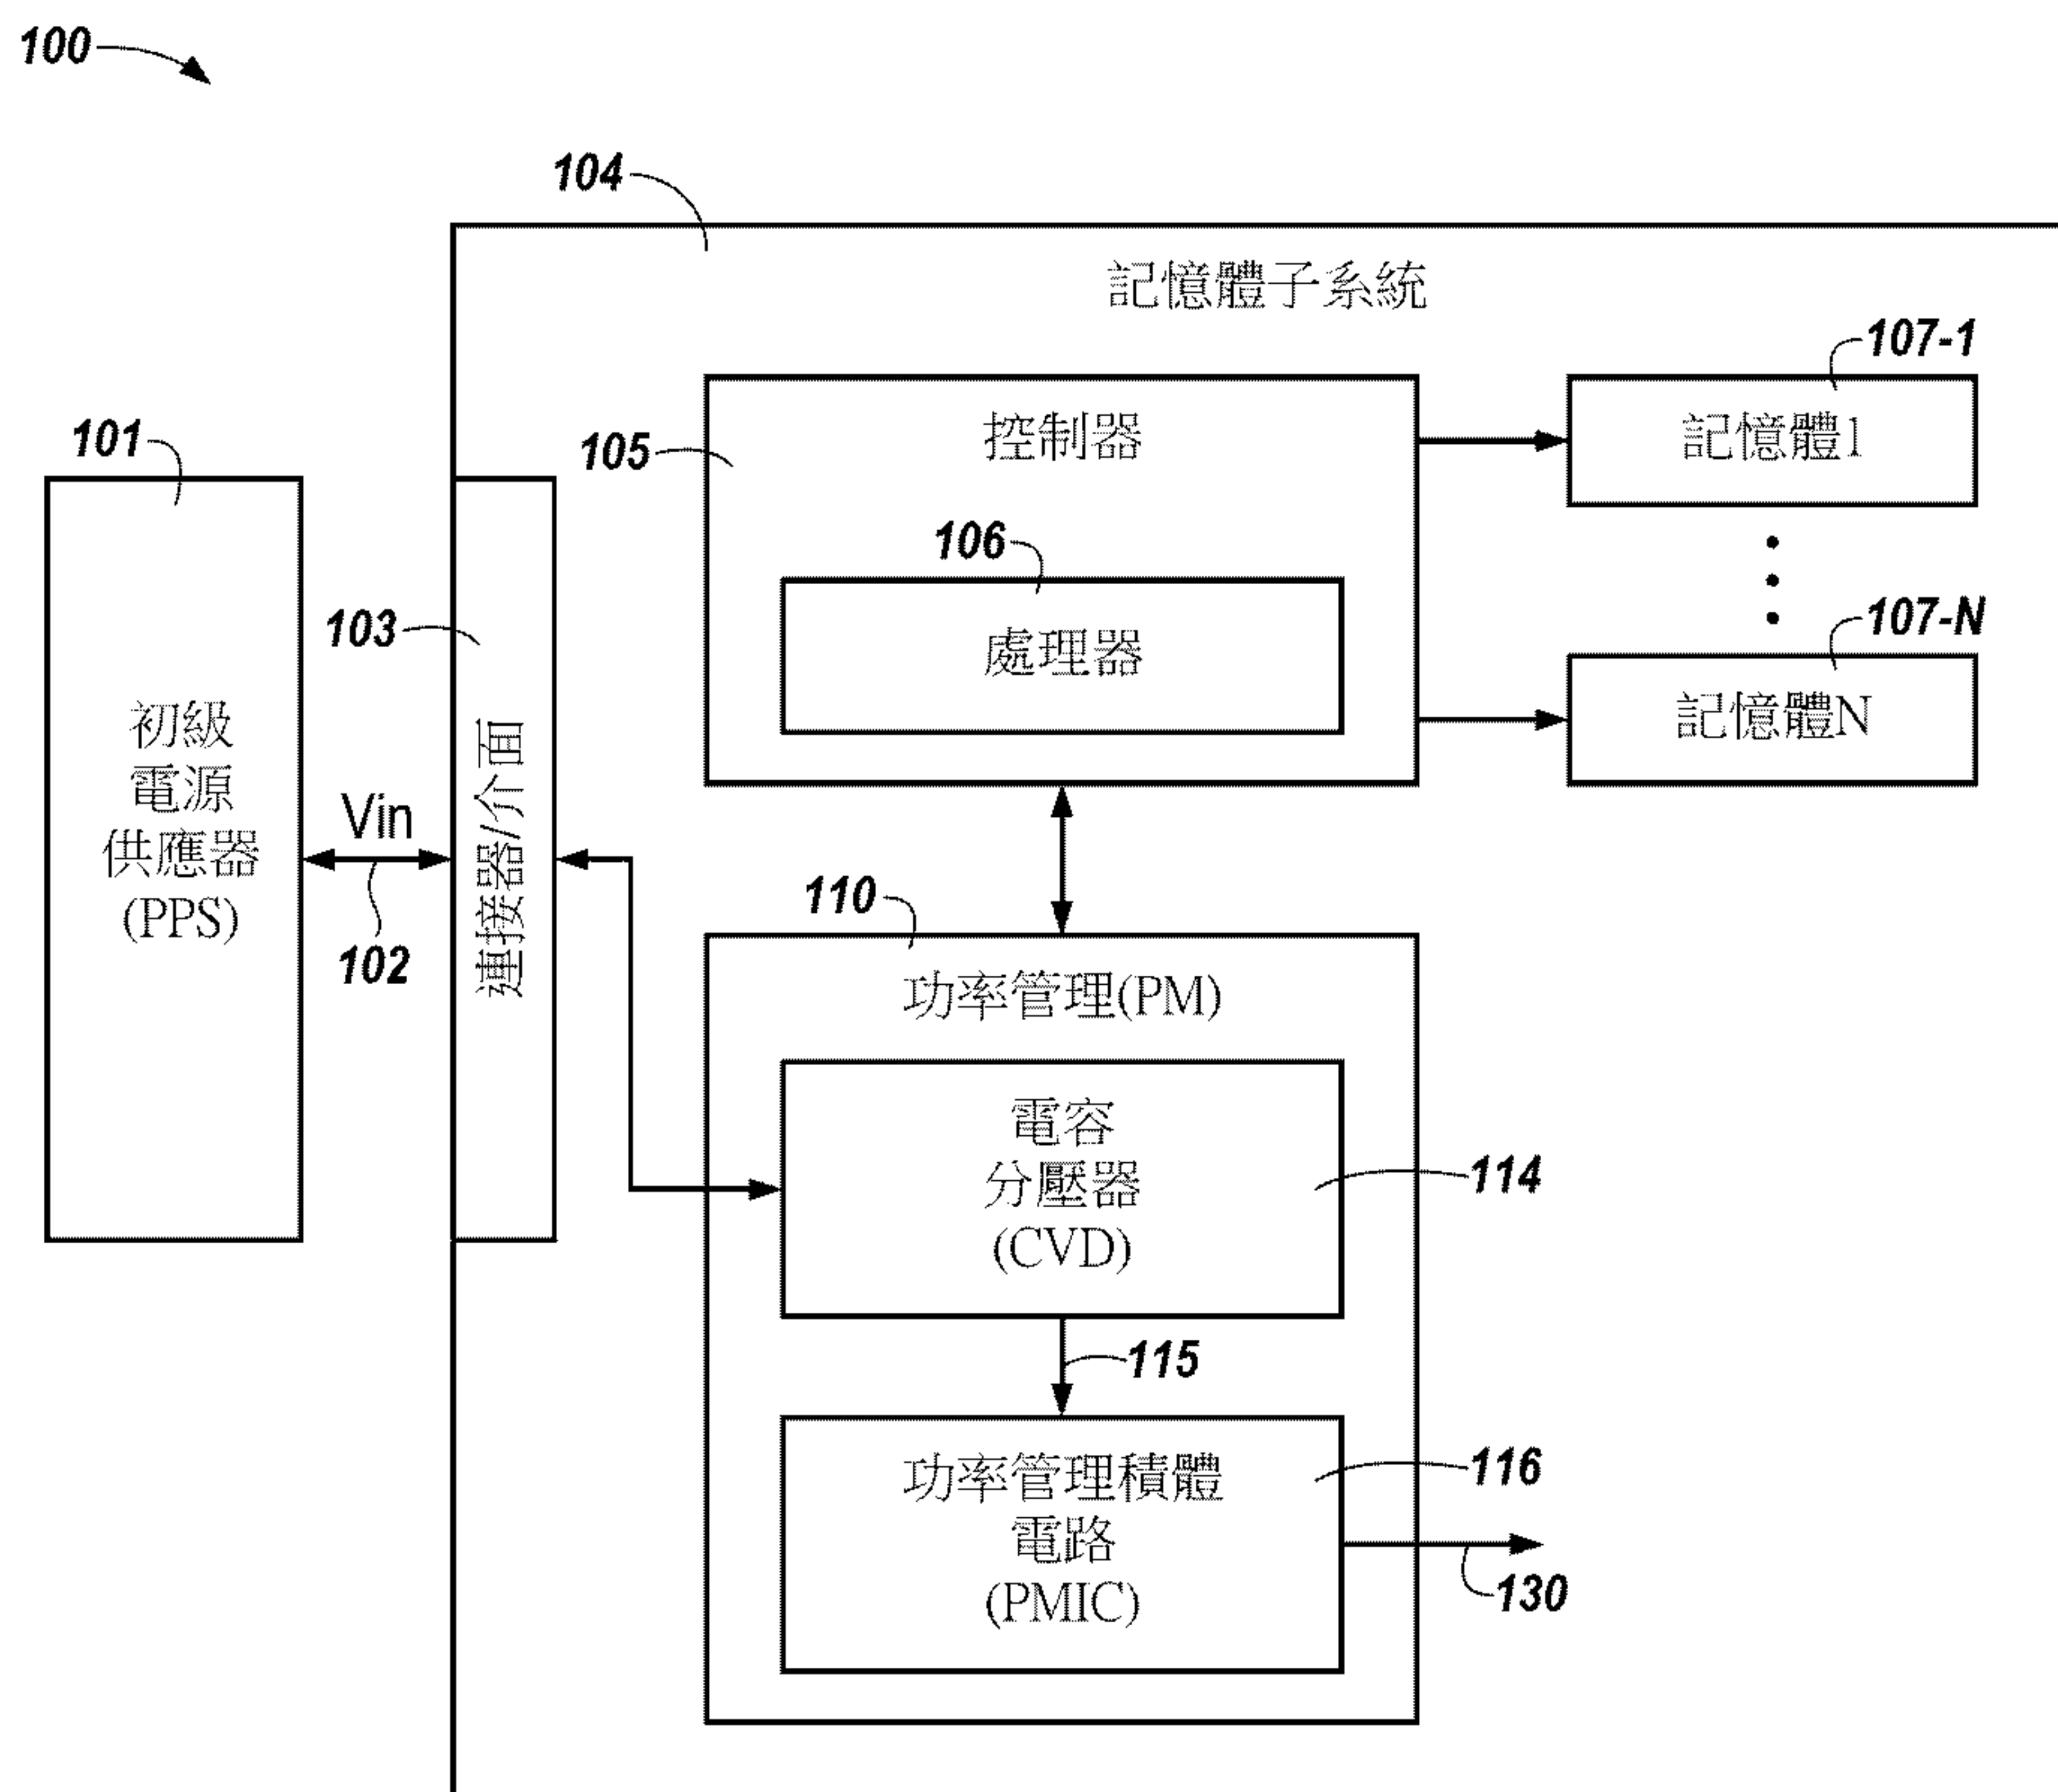 100
104
記憶體子系統
107-1
記憶體1
101
105
控制器
106
處理器
103
107-N
記憶體N
初級
電源
供應器
(PPS)
Vin
102
連接器/介面
110
功率管理(PM)
電容
分壓器
(CVD)
114
115
功率管理積體
電路
(PMIC)
116
130